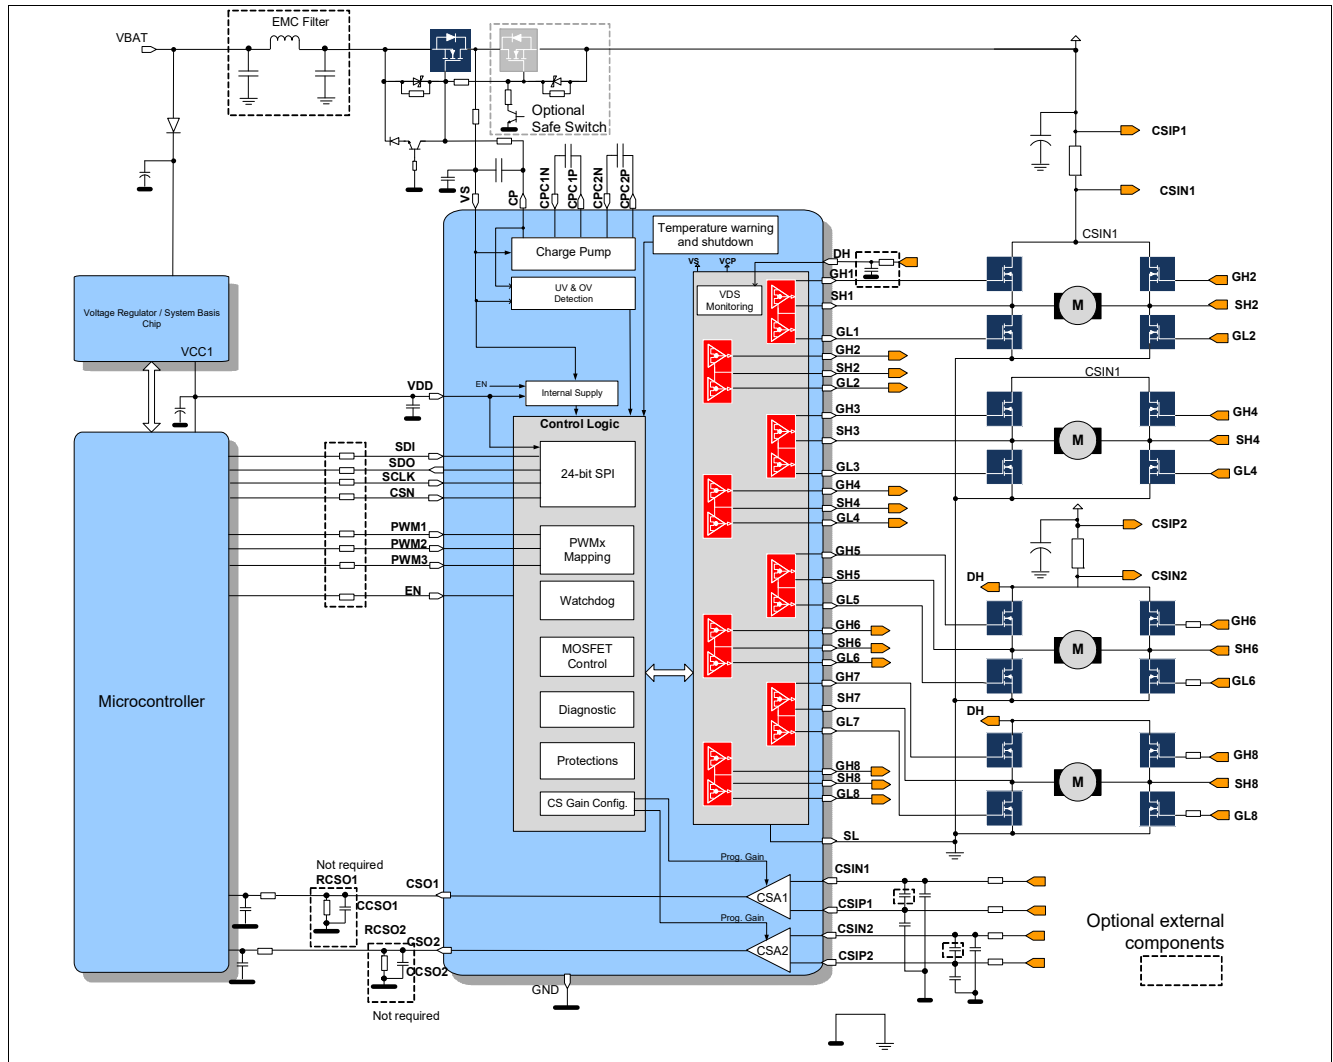 EMC Filter
VBAT
Optional
Safe Switch
CSIP1
CSIN1
VS
CP
CPC1N
CPC1P
CPC2N
CPC2P
Temperature warning
and shutdown
Charge Pump
VS
VCP
DH
CSIN1
UV & OV
Detection
VDS
Monitoring
GH1
SH1
GL1
M
GH2
SH2
GL2
Voltage Regulator / System Basis
Chip
VCC1
GH2
SH2
GL2
VDD
EN
Internal Supply
CSIN1
Control Logic
GH3
SH3
GL3
M
GH4
SH4
GL4
SDI
SDO
SCLK
CSN
24-bit SPI
GH4
SH4
GL4
PWM1
PWM2
PWM3
PWMx
Mapping
CSIP2
CSIN2
EN
Watchdog
GH5
SH5
GL5
DH
M
GH6
SH6
GL6
MOSFET
Control
GH6
SH6
GL6
Microcontroller
Diagnostic
GH7
SH7
GL7
DH
M
GH8
SH8
GL8
Protections
CS Gain Config.
GH8
SH8
GL8
SL
Prog. Gain
Not required
RCSO1
CCSO1
CSO1
CSA1
CSIN1
CSIP1
Prog. Gain
RCSO2
CSO2
CCSO2
CSA2
CSIN2
CSIP2
Not required
GND
Optional external
components